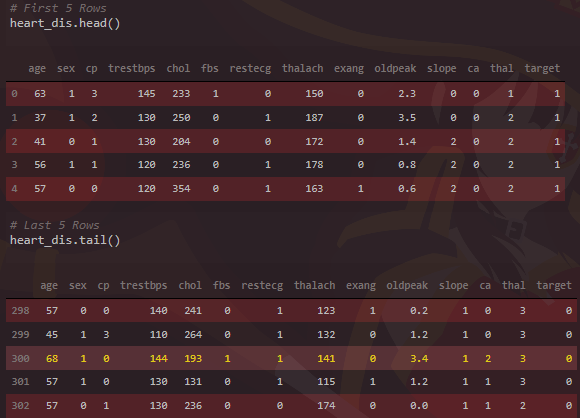 # First 5 Rows
heart_dis.head()
age sex cp trestbps chol fbs restecg thalach exang oldpeak slope ca thal target
0 63 1 3 145 233 1 0 150 0 2.3 0 0 1 1
1 37 1 2 130 250 0 1 187 0 3.5 0 0 2 1
2 41 0 1 130 204 0 0 172 0 1.4 2 0 2 1
3 56 1 1 120 236 0 1 178 0 0.8 2 0 2 1
4 57 0 0 120 354 0 1 163 1 0.6 2 0 2 1
# Last 5 Rows
heart_dis.tail()
age sex cp trestbps chol fbs restecg thalach exang oldpeak slope ca thal target
298 57 0 0 140 241 0 1 123 1 0.2 1 0 3 0
299 45 1 3 110 264 0 1 132 0 1.2 1 0 3 0
300 68 1 0 144 193 1 1 141 0 3.4 1 2 3 0
301 57 1 0 130 131 0 1 115 1 1.2 1 1 3 0
302 57 0 1 130 236 0 0 174 0 0.0 1 1 2 0